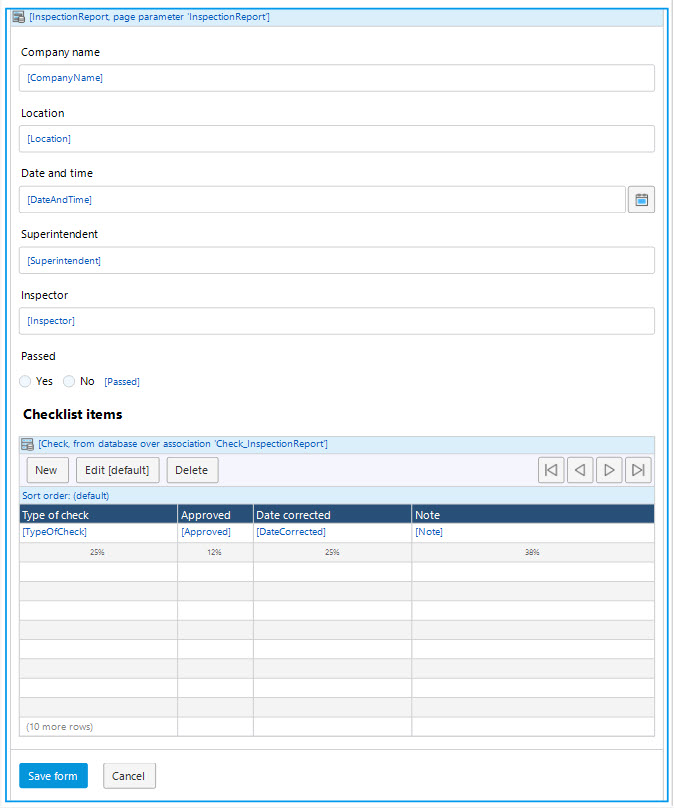 [InspectionReport, page parameter 'InspectionReport']
Company name
[CompanyName]
Location
[Location]
Date and time
[DateAndTime]
Superintendent
[Superintendent]
Inspector
[Inspector]
Passed
Yes No [Passed]
Checklist items
[Check, from database over association 'Check_InspectionReport']
New Edit [default] Delete
Sort order: (default)
Type of check Approved Date corrected Note
[TypeOfCheck] [Approved] [DateCorrected] [Note]
25% 12% 25% 38%
(10 more rows)
Save form Cancel